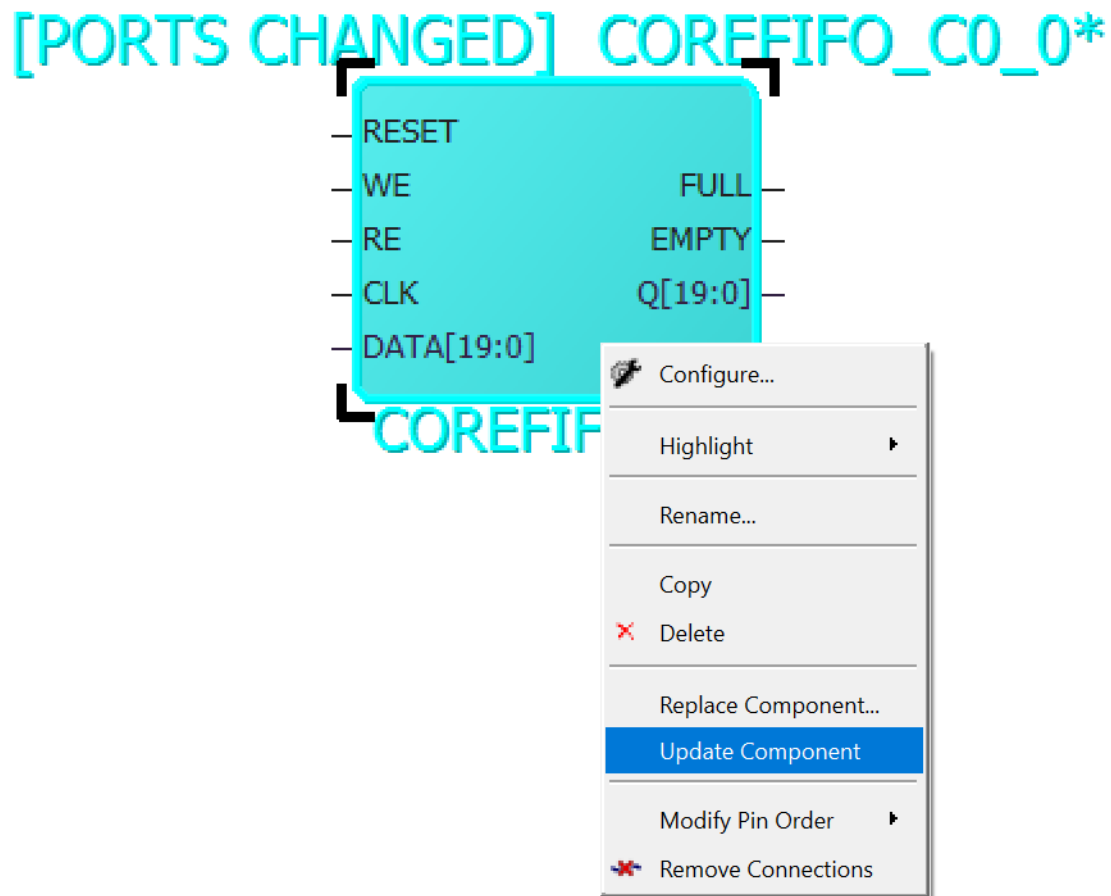 [PORTS CHANGED] COREFIFO_C0_0*
RESET
WE FULL
RE EMPTY
CLK Q[19:0]
DATA[19:0]
Configure...
COREFIF
Highlight
Rename...
Copy
Delete
Replace Component...
Update Component
Modify Pin Order
Remove Connections